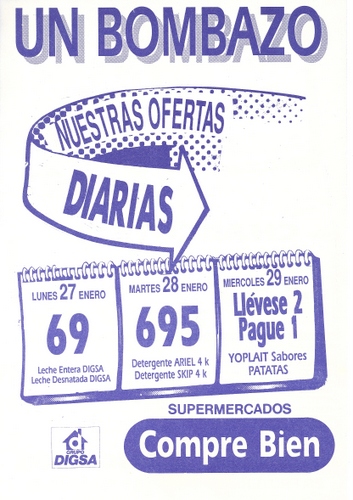 UN BOMBAZO
NUESTRAS OFERTAS
DIARIAS
LUNES 27 ENERO
69
Leche Entera DIGSA
Leche Desnatada DIGSA
MARTES 28 ENERO
695
Detergente ARIEL 4 k
Detergente SKIP 4 k
MIERCOLES 29 ENERO
Llévese 2
Pague 1
YOPLAIT Sabores
PATATAS
GRUPO
DIGSA
SUPERMERCADOS
Compre Bien